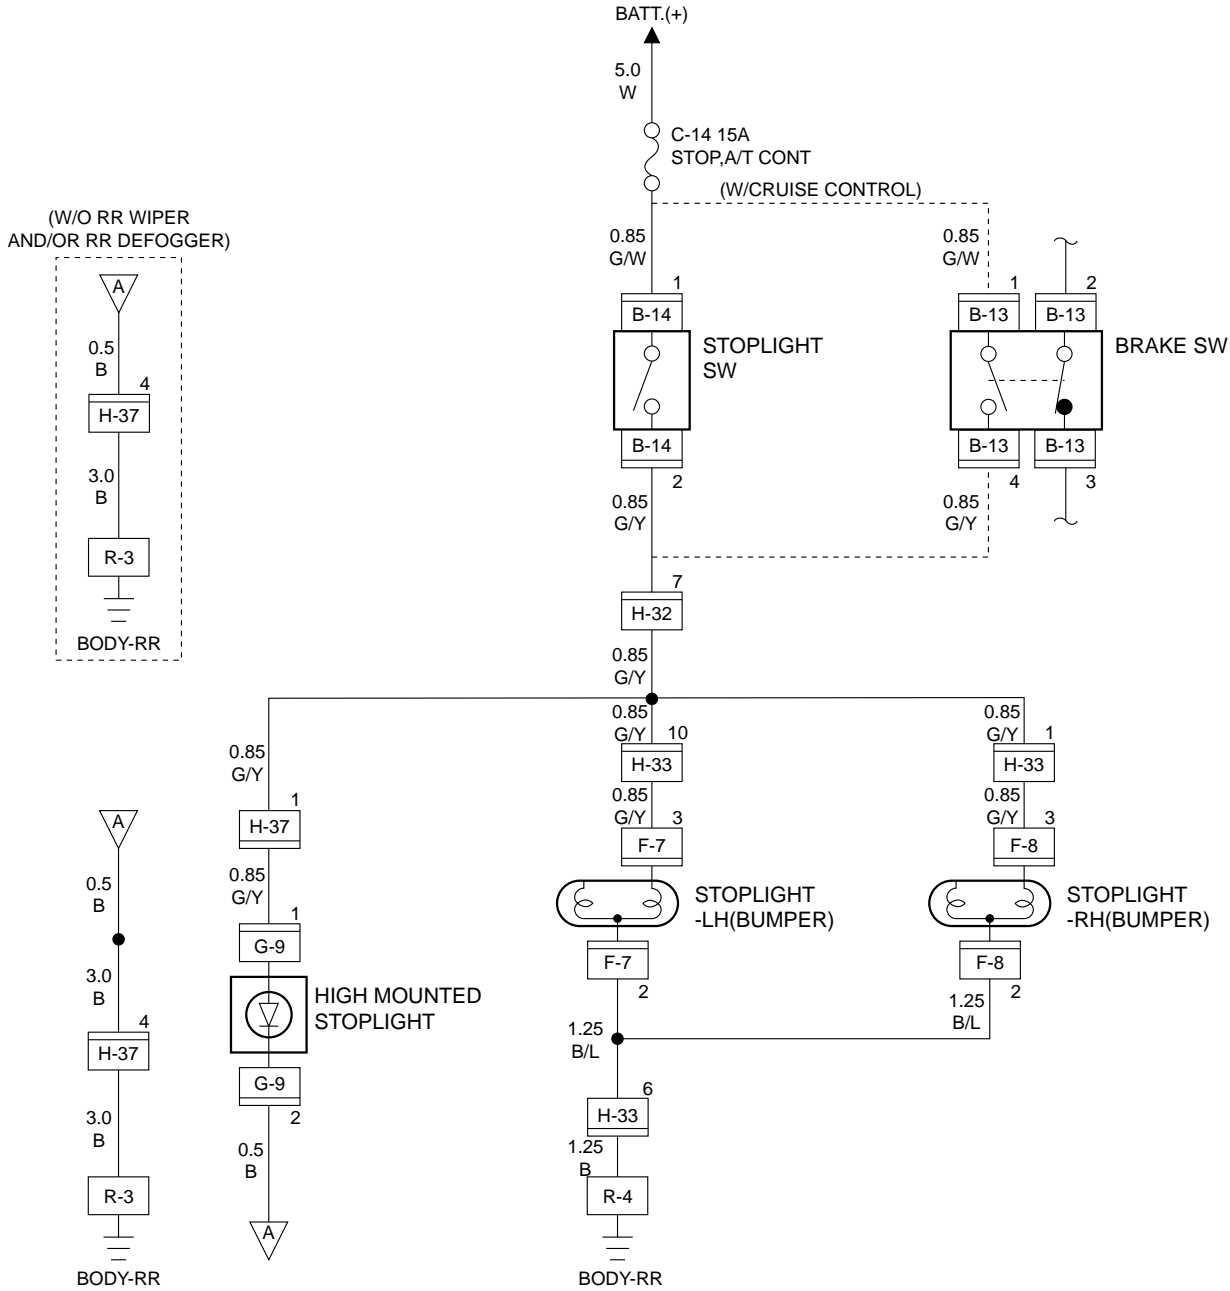 BATT.(+)
5.0
W
C-14 15A
STOP,A/T CONT
(W/CRUISE CONTROL)
(W/O RR WIPER
AND/OR RR DEFOGGER)
A
0.5
B
4
H-37
3.0
B
R-3
BODY-RR
0.85
G/W
1
B-14
STOPLIGHT
SW
B-14
2
0.85
G/Y
0.85
G/W
1
2
B-13
B-13
BRAKE SW
B-13
B-13
4
3
0.85
G/Y
7
H-32
0.85
G/Y
0.85
G/Y
1
H-37
0.85
G/Y
1
G-9
HIGH MOUNTED
STOPLIGHT
G-9
2
0.5
B
A
A
0.5
B
3.0
B
4
H-37
3.0
B
R-3
BODY-RR
0.85
G/Y
10
H-33
0.85
G/Y
3
F-7
STOPLIGHT
-LH(BUMPER)
F-7
2
0.85
G/Y
1
H-33
0.85
G/Y
3
F-8
STOPLIGHT
-RH(BUMPER)
F-8
2
1.25
B/L
1.25
B/L
6
H-33
1.25
B
R-4
BODY-RR